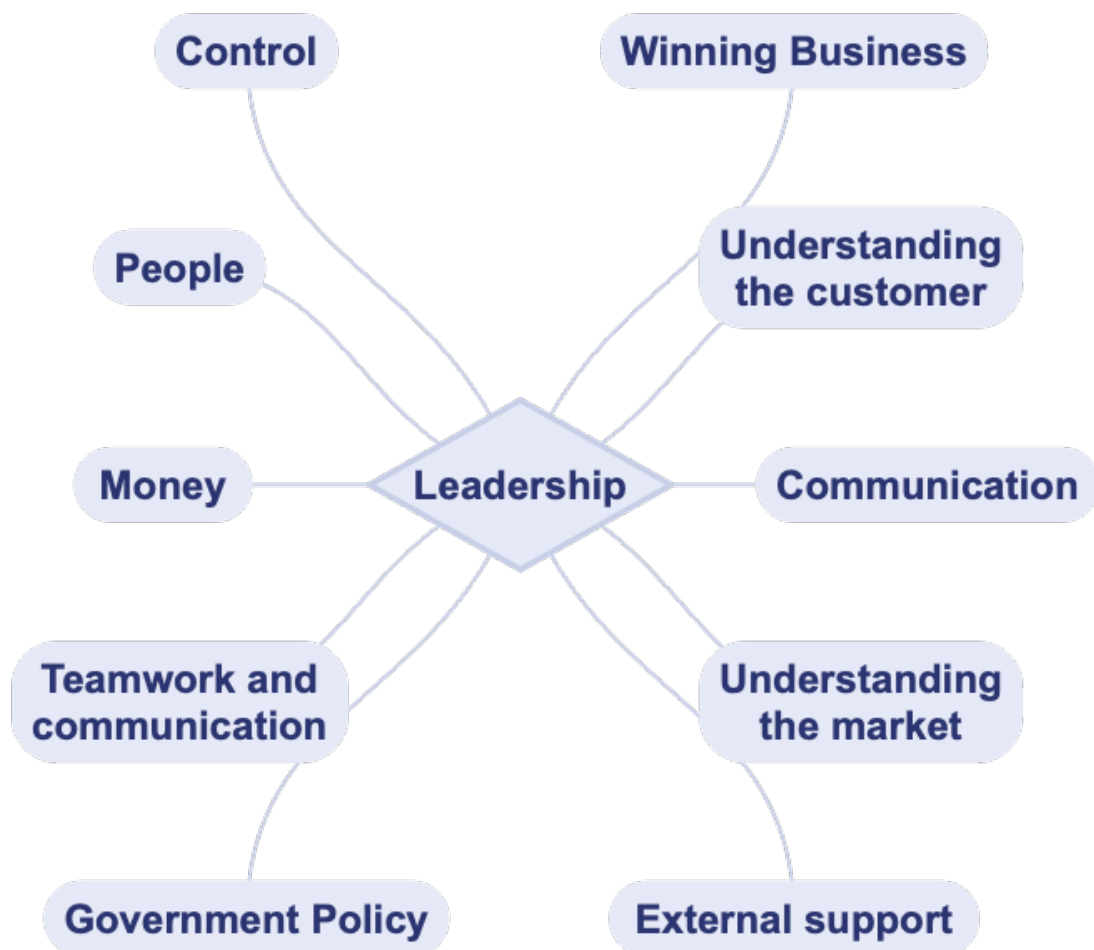 Control
Winning Business
People
Understanding
the customer
Money
Leadership
Communication
Teamwork and
communication
Understanding
the market
Government Policy
External support